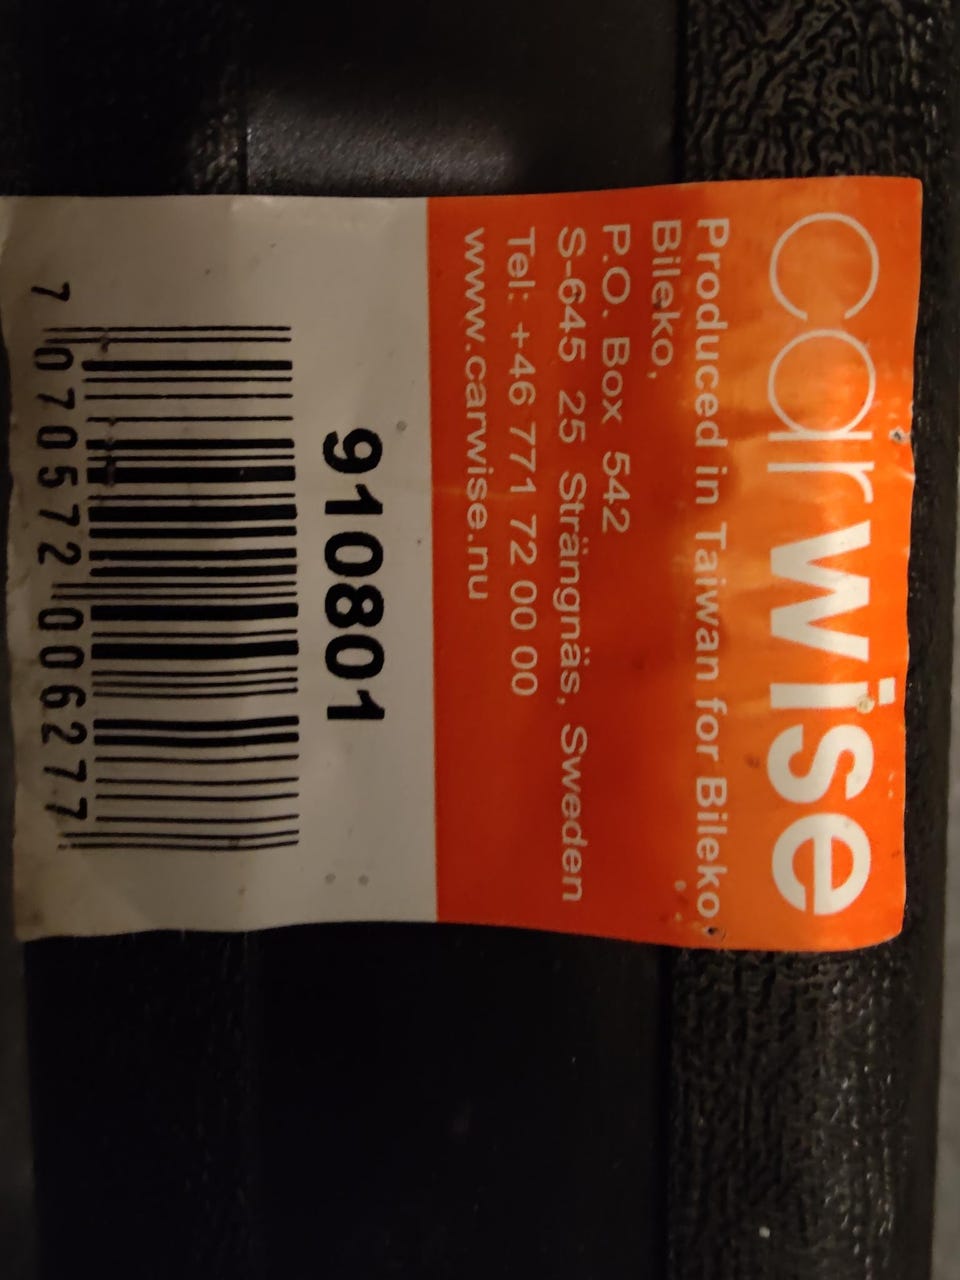 carwise
Produced in Taiwan for Bileko,
Bileko,
P.O. Box 542
S-645 25 Strängnäs, Sweden
Tel: +46 771 72 00 00
www.carwise.nu
910801
7 070572 006277